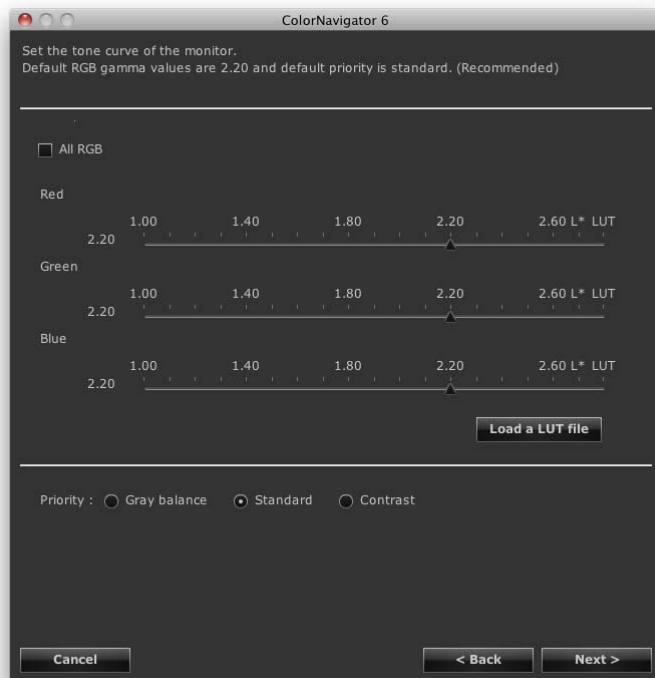 ColorNavigator 6
Set the tone curve of the monitor.
Default RGB gamma values are 2.20 and default priority is standard. (Recommended)
All RGB
Red
1.00 1.40 1.80 2.20 2.60 L* LUT
2.20
Green
1.00 1.40 1.80 2.20 2.60 L* LUT
2.20
Blue
1.00 1.40 1.80 2.20 2.60 L* LUT
2.20
Load a LUT file
Priority : Gray balance Standard Contrast
Cancel < Back Next >